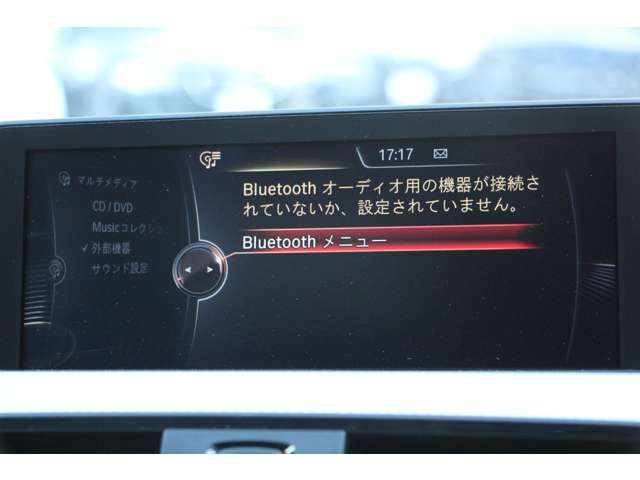 17:17
マルチメディア
CD / DVD
Musicコレクション
✓外部機器
サウンド設定
Bluetooth オーディオ用の機器が接続さ
れていないか、設定されていません。
Bluetooth メニュー